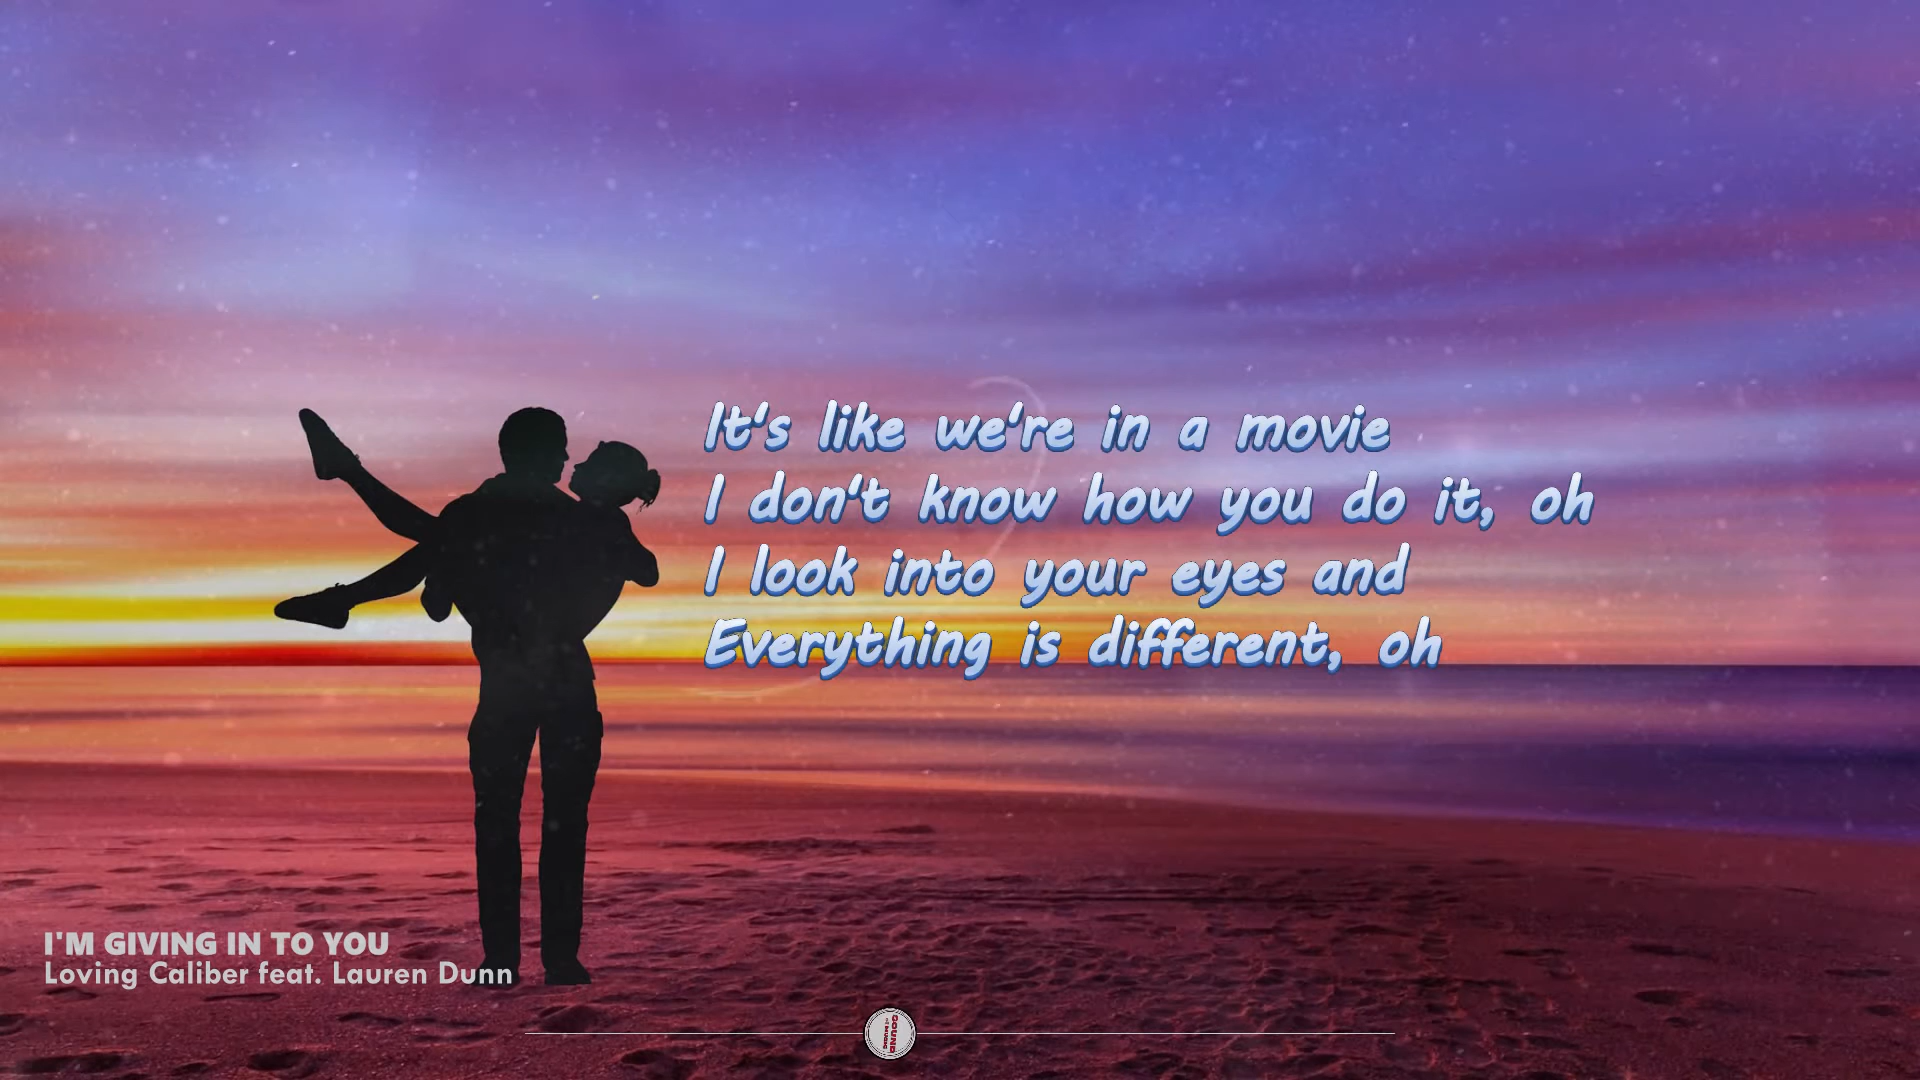 It's like we're in a movie
I don't know how you do it, oh
I look into your eyes and
Everything is different, oh
I'M GIVING IN TO YOU
Loving Caliber feat. Lauren Dunn